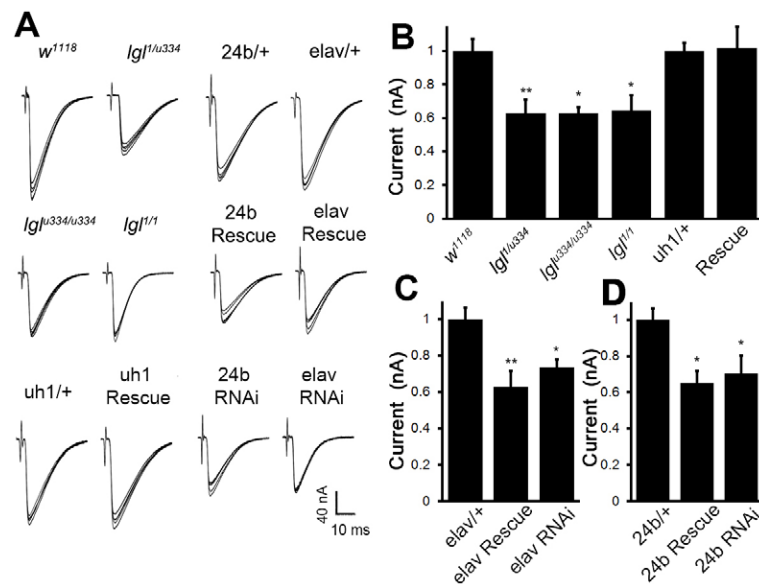 A
w1118
lgl1/u334
24b/+
elav/+
lglu334/u334
lgl1/1
24b
Rescue
elav
Rescue
uh1/+
uh1
Rescue
24b
RNAi
elav
RNAi
40 nA
10 ms
B
Current (nA)
1
0.8
0.6
0.4
0.2
0
**
*
*
w1118
lgl1/u334
lglu334/u334
lgl1/1
uh1/+
Rescue
C
Current (nA)
1
0.8
0.6
0.4
0.2
0
**
*
elav/+
elav Rescue
elav RNAi
D
Current (nA)
1
0.8
0.6
0.4
0.2
0
*
*
24b/+
24b Rescue
24b RNAi